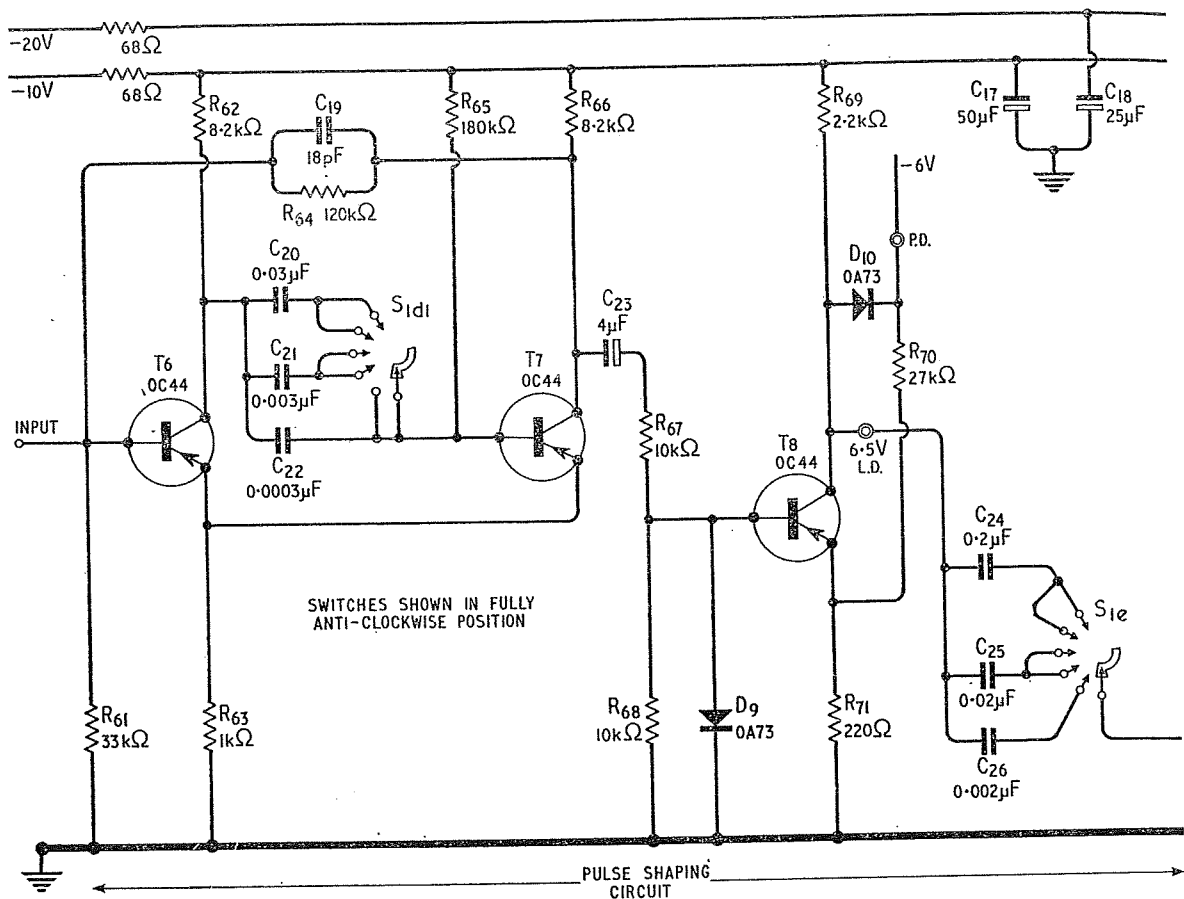 -20V
68Ω
-10V
68Ω
R62
8.2kΩ
C19
18pF
R64 120kΩ
R65
180kΩ
R66
8.2kΩ
R69
2.2kΩ
C17
50µF
C18
25µF
-6V
P.D.
D10
OA73
C20
0.03µF
S1d1
C21
0.003µF
C22
0.0003µF
T6
OC44
T7
OC44
C23
4µF
R70
27kΩ
INPUT
R67
10kΩ
T8
OC44
6.5V
L.D.
C24
0.2µF
S1e
C25
0.02µF
C26
0.002µF
SWITCHES SHOWN IN FULLY
ANTI-CLOCKWISE POSITION
R61
33kΩ
R63
1kΩ
R68
10kΩ
D9
OA73
R71
220Ω
PULSE SHAPING
CIRCUIT